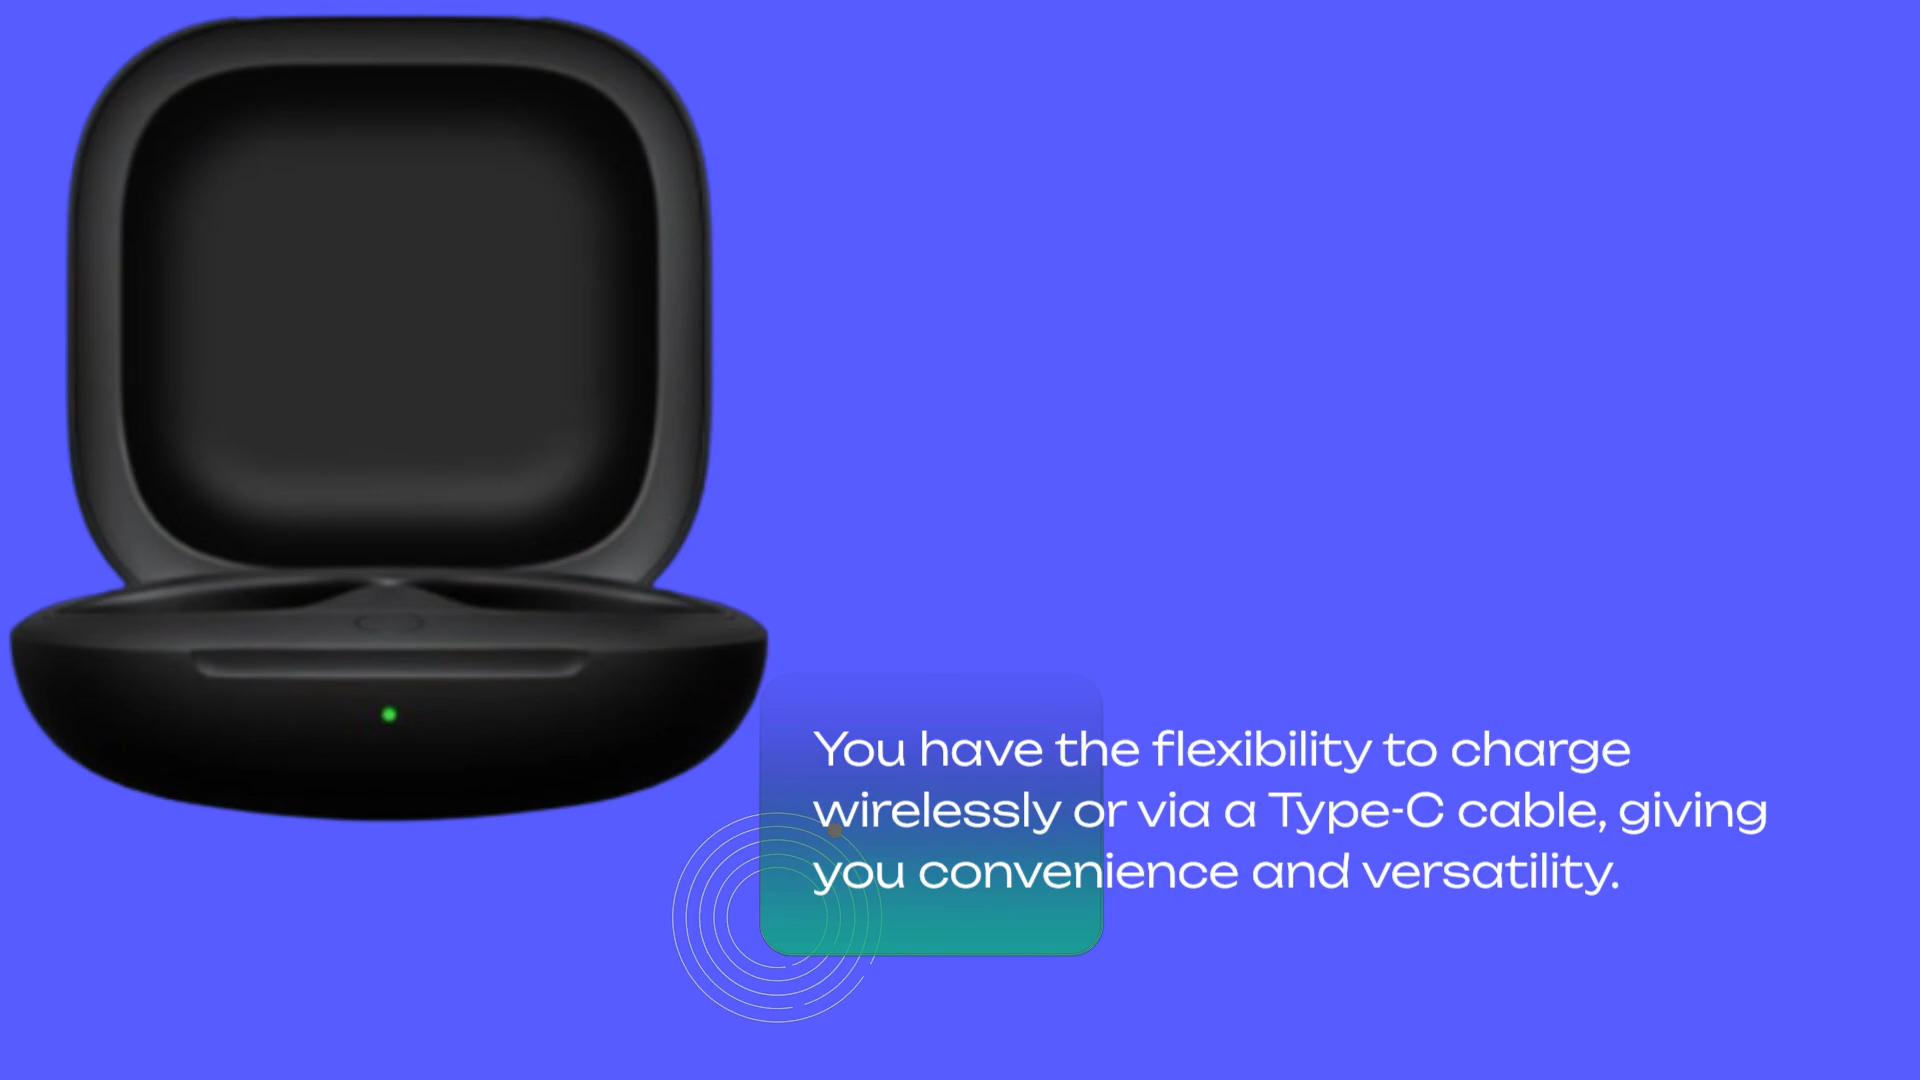 You have the flexibility to charge
wirelessly or via a Type-C cable, giving
you convenience and versatility.